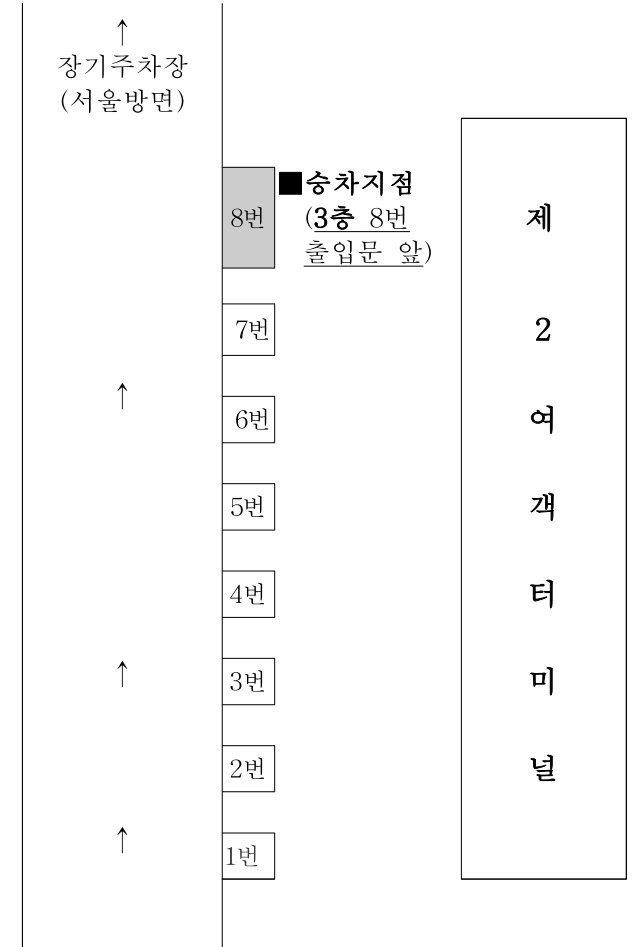 ↑
장기주차장
(서울방면)
■승차지점
(3층 8번
출입문 앞)
8번
7번
↑
6번
5번
4번
↑
3번
2번
↑
1번
제
2
여
객
터
미
널